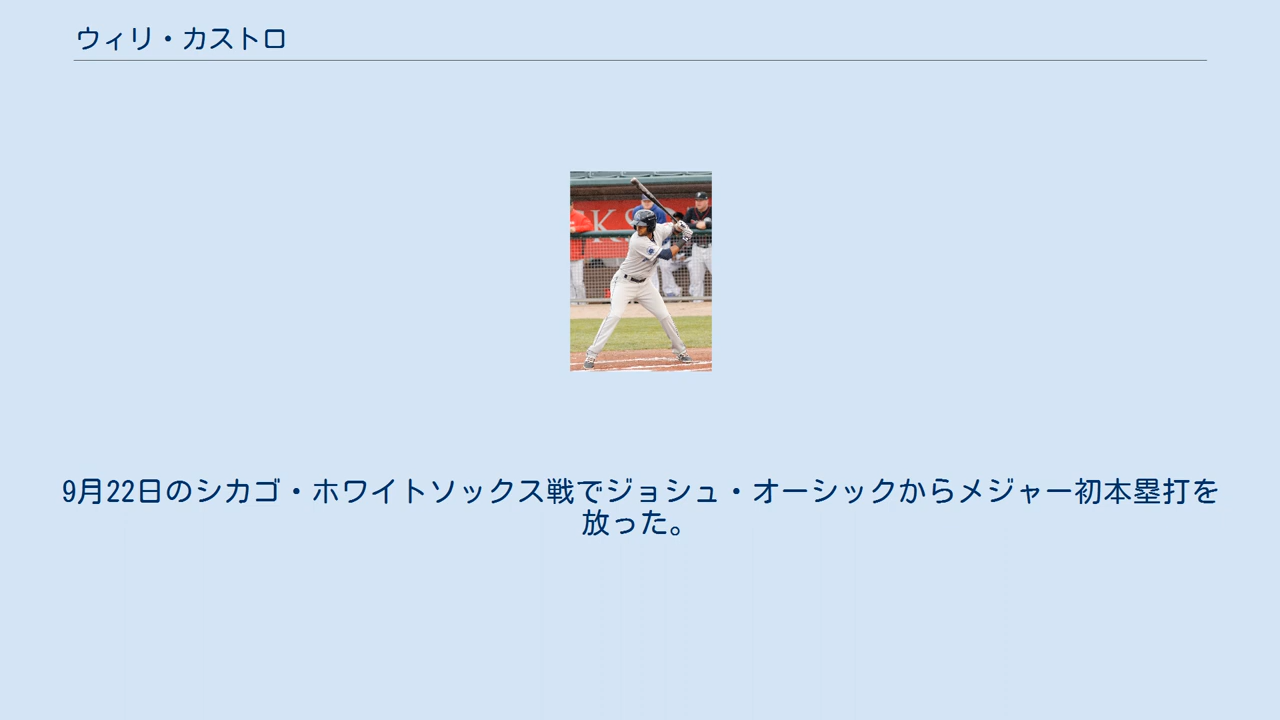 ウィリ・カストロ
KS
9月22日のシカゴ・ホワイトソックス戦でジョシュ・オーシックからメジャー初本塁打を
放った。